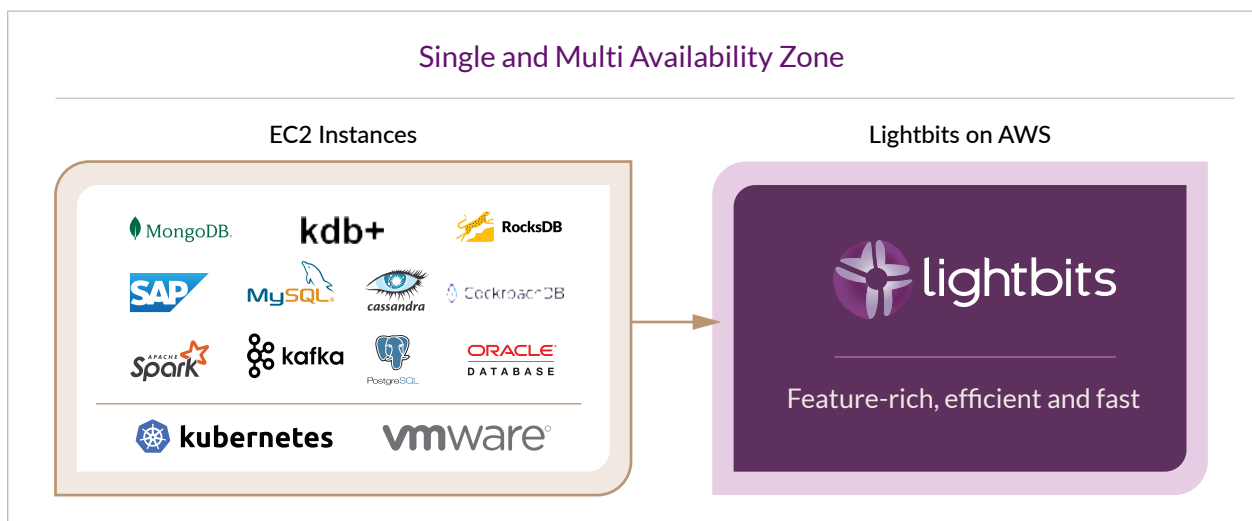 Single and Multi Availability Zone
EC2 Instances
Lightbits on AWS
MongoDB.
kdb+
RocksDB
SAP
MySQL®
cassandra
CockroachDB
APACHE
Spark
kafka
PostgreSQL
ORACLE®
DATABASE
kubernetes
vmware®
lightbits
Feature-rich, efficient and fast